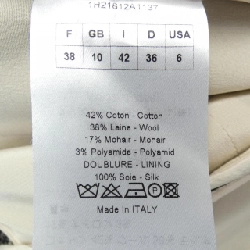 F GB I D USA
38 10 42 36 6
42% Coton - Cotton
38% Laine - Wool
17% Mohair - Mohair
3% Polyamide - Polyamid
DOUBLURE - LINING
100% Soie - Silk
Made in ITALY